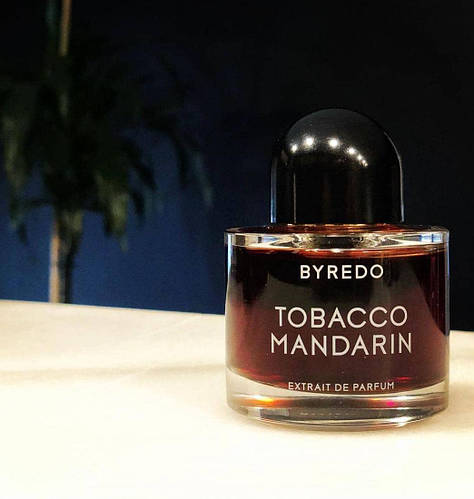 BYREDO
TOBACCO
MANDARIN
EXTRAIT DE PARFUM